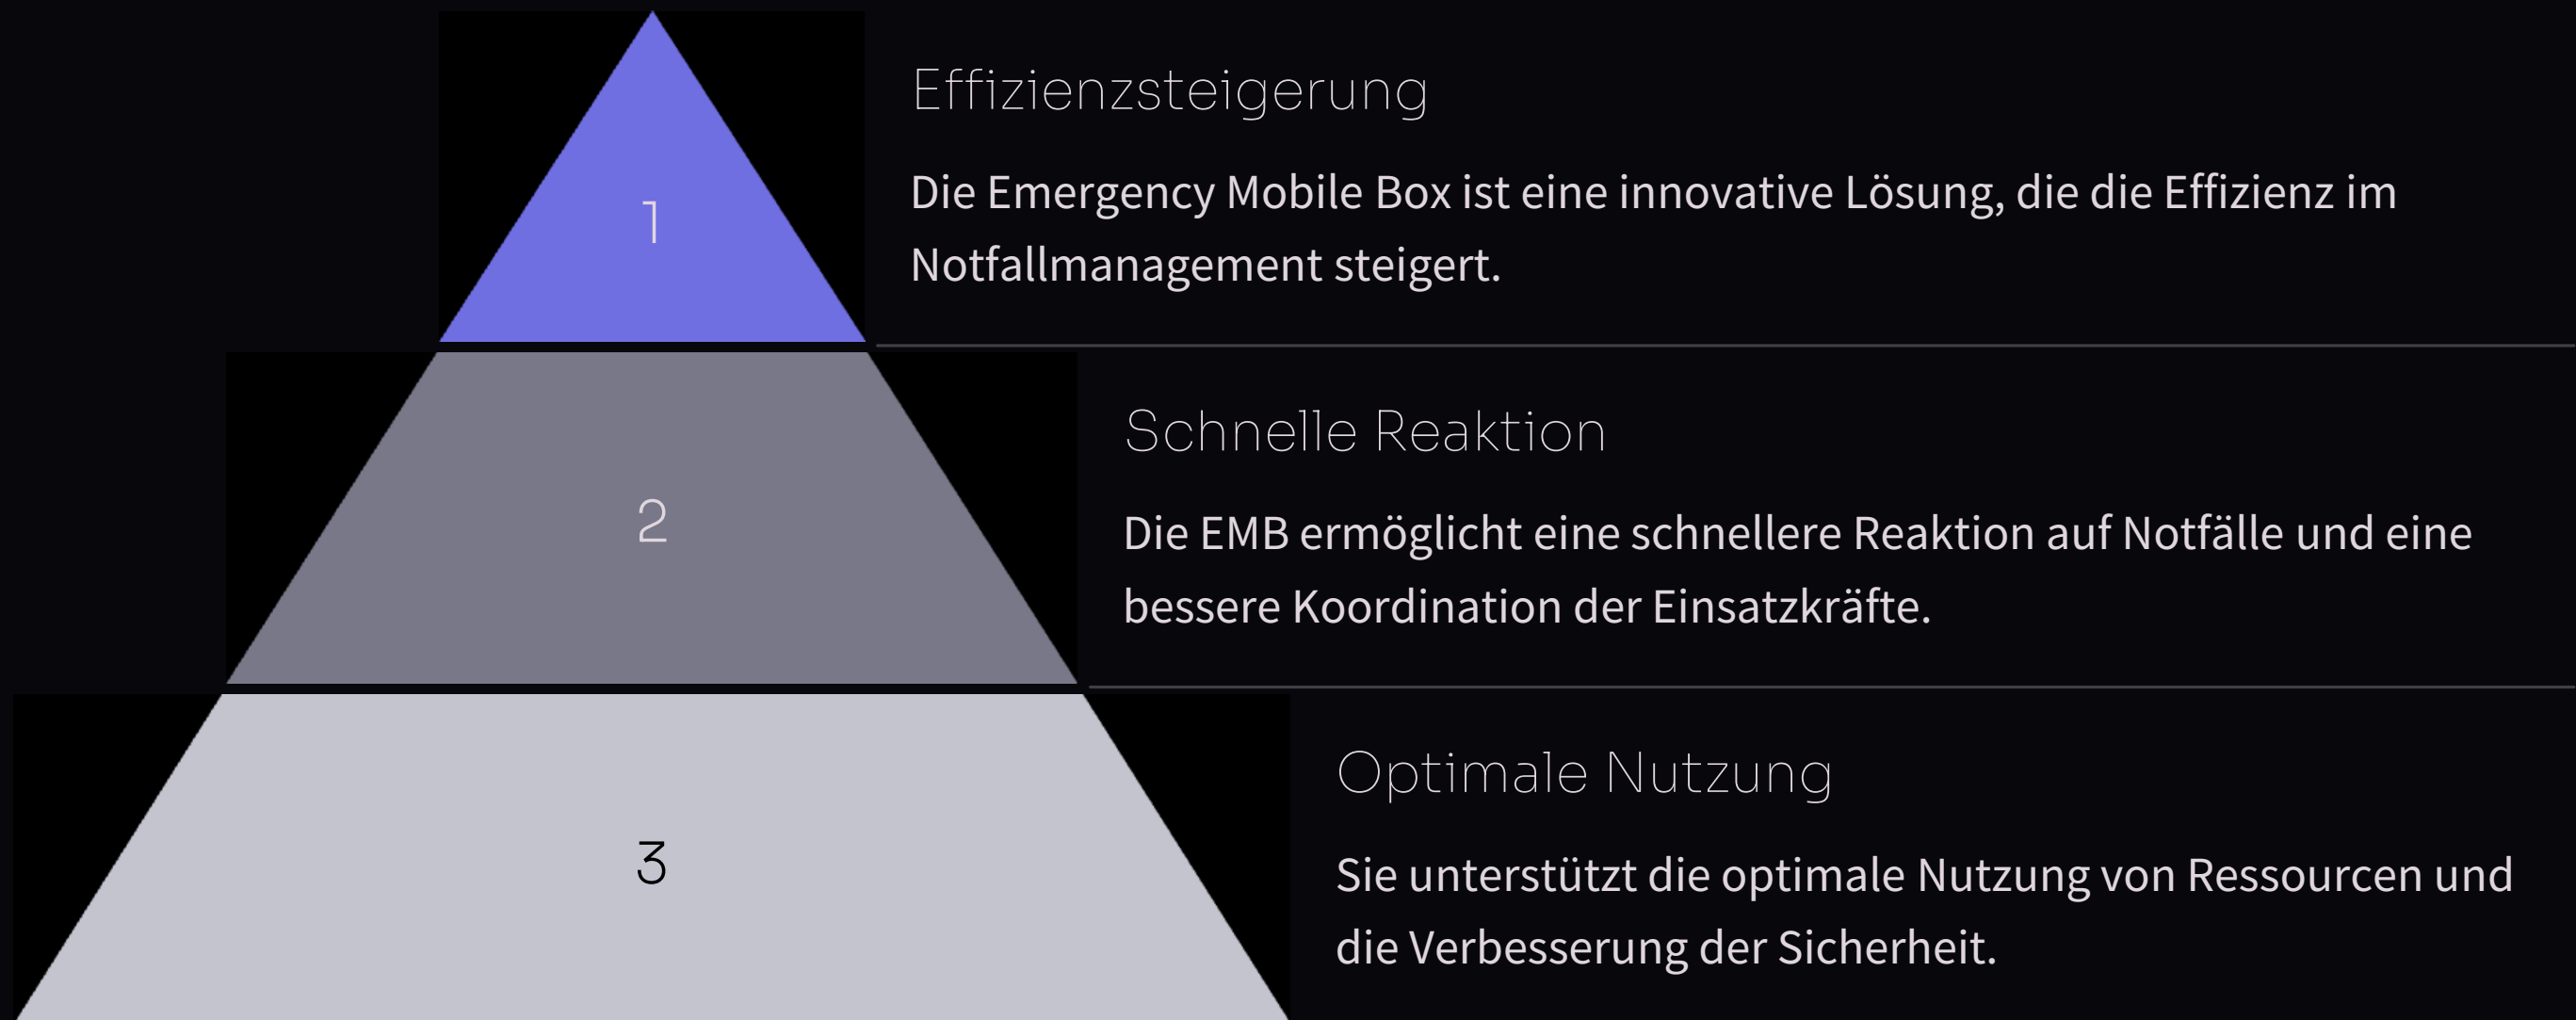 1
Effizienzsteigerung
Die Emergency Mobile Box ist eine innovative Lösung, die die Effizienz im
Notfallmanagement steigert.
2
Schnelle Reaktion
Die EMB ermöglicht eine schnellere Reaktion auf Notfälle und eine
bessere Koordination der Einsatzkräfte.
3
Optimale Nutzung
Sie unterstützt die optimale Nutzung von Ressourcen und
die Verbesserung der Sicherheit.